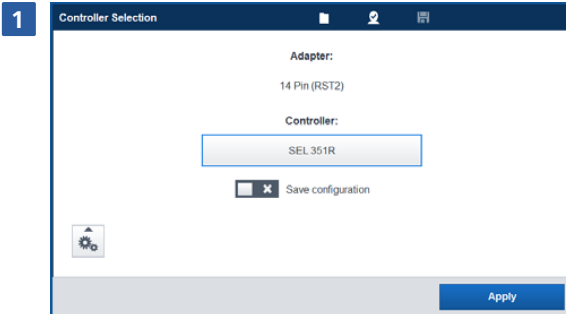 1
Controller Selection
Adapter:
14 Pin (RST2)
Controller:
SEL 351R
Save configuration
Apply